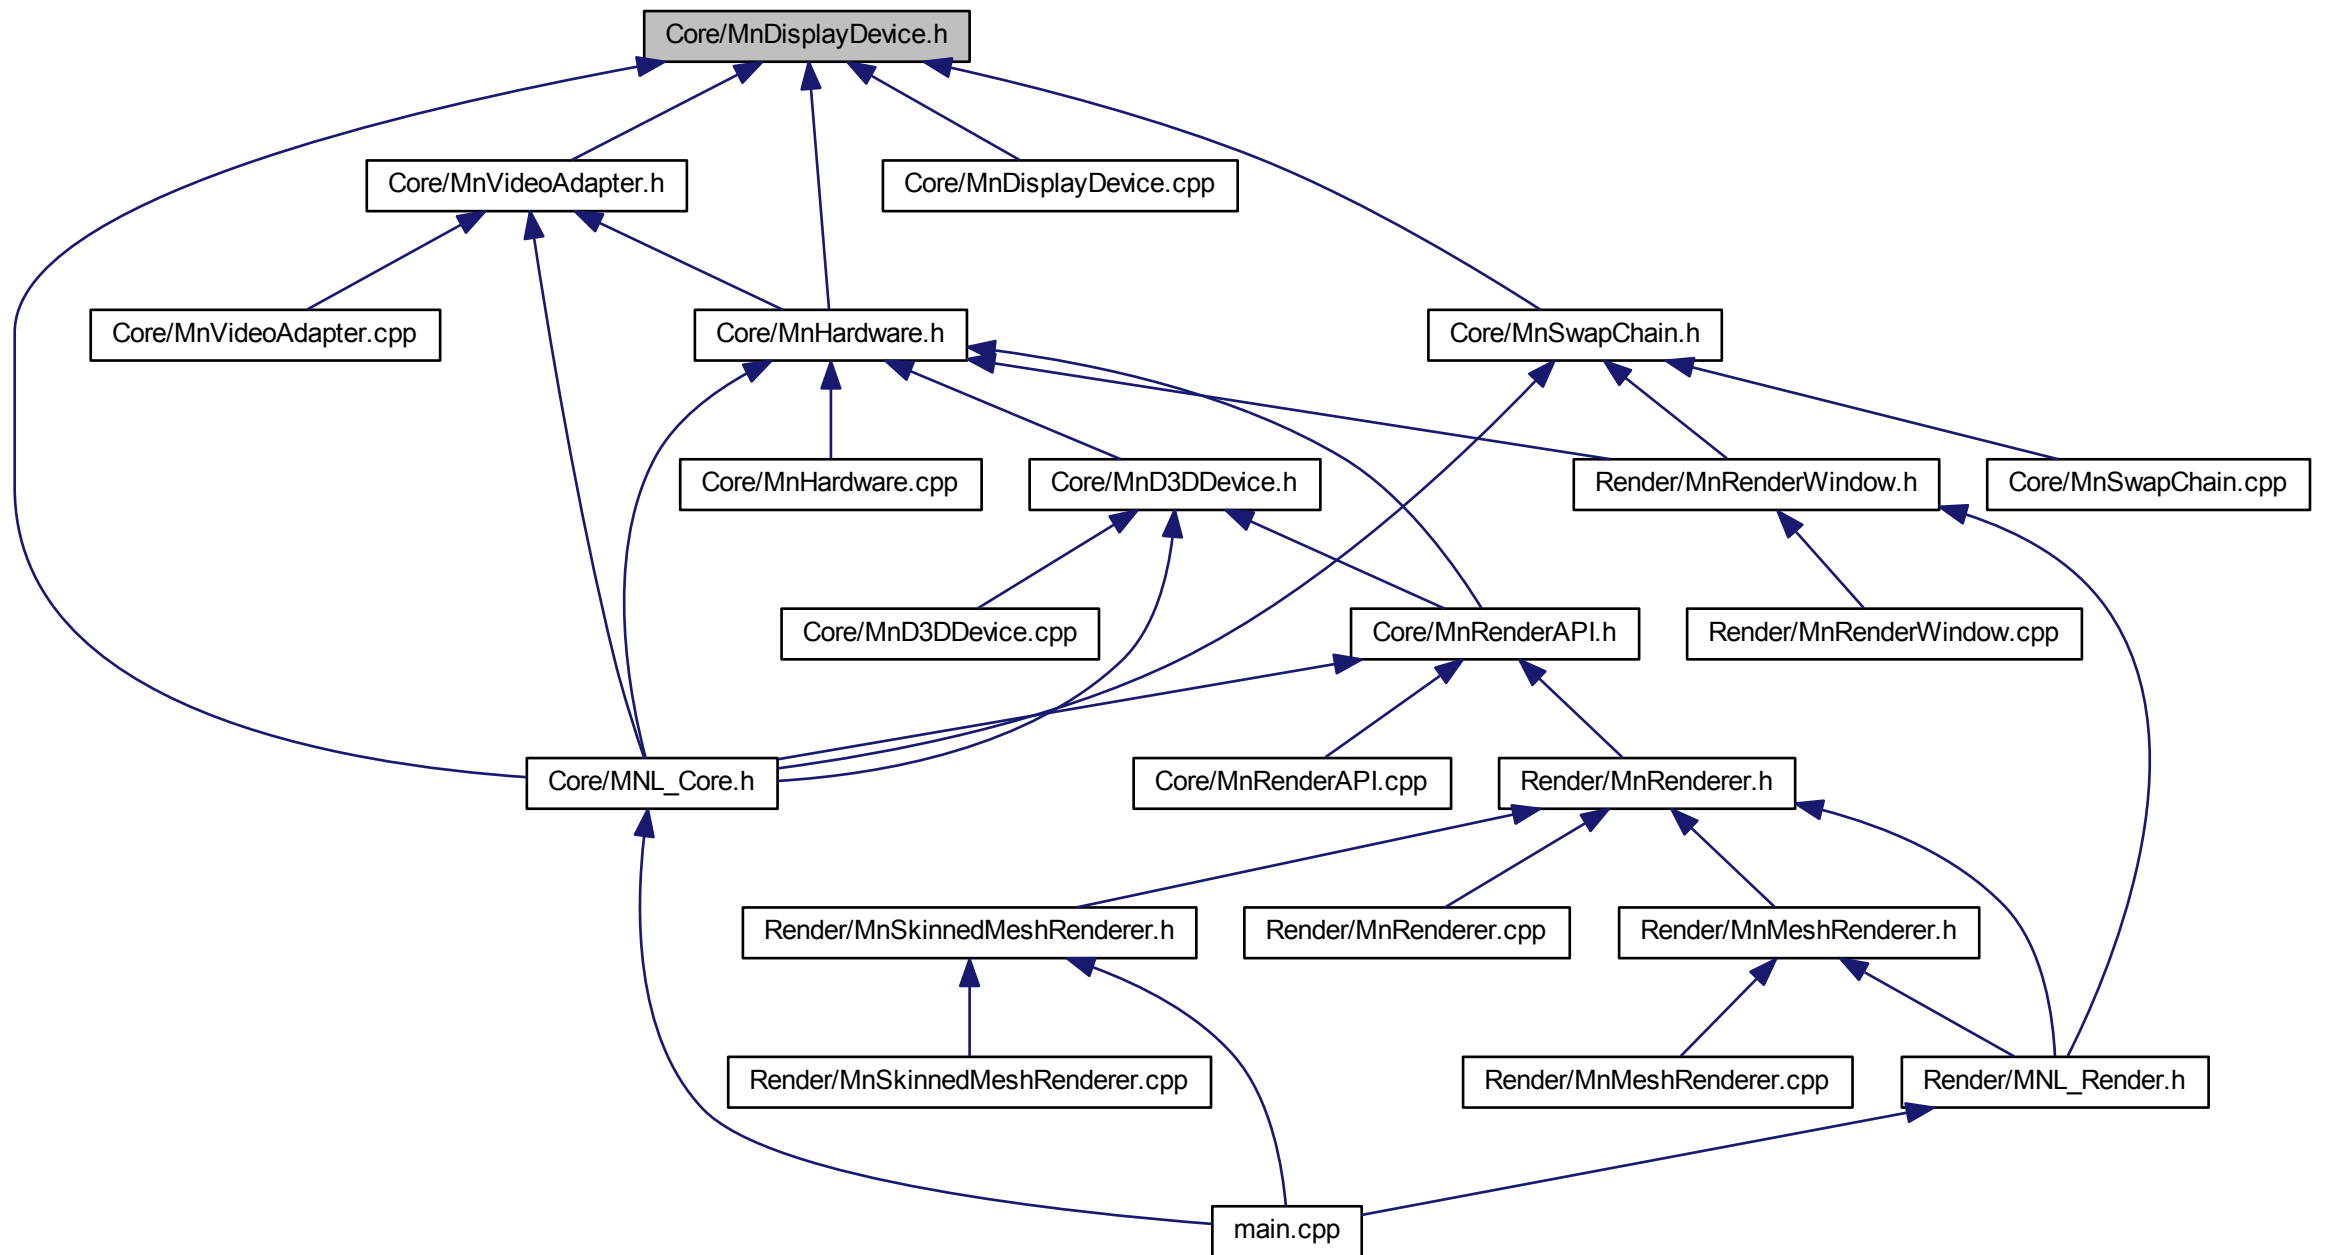 Core/MnDisplayDevice.h
Core/MnVideoAdapter.h
Core/MnDisplayDevice.cpp
Core/MnVideoAdapter.cpp
Core/MnHardware.h
Core/MnSwapChain.h
Core/MnHardware.cpp
Core/MnD3DDevice.h
Render/MnRenderWindow.h
Core/MnSwapChain.cpp
Core/MnD3DDevice.cpp
Core/MnRenderAPI.h
Render/MnRenderWindow.cpp
Core/MNL_Core.h
Core/MnRenderAPI.cpp
Render/MnRenderer.h
Render/MnSkinnedMeshRenderer.h
Render/MnRenderer.cpp
Render/MnMeshRenderer.h
Render/MnSkinnedMeshRenderer.cpp
Render/MnMeshRenderer.cpp
Render/MNL_Render.h
main.cpp